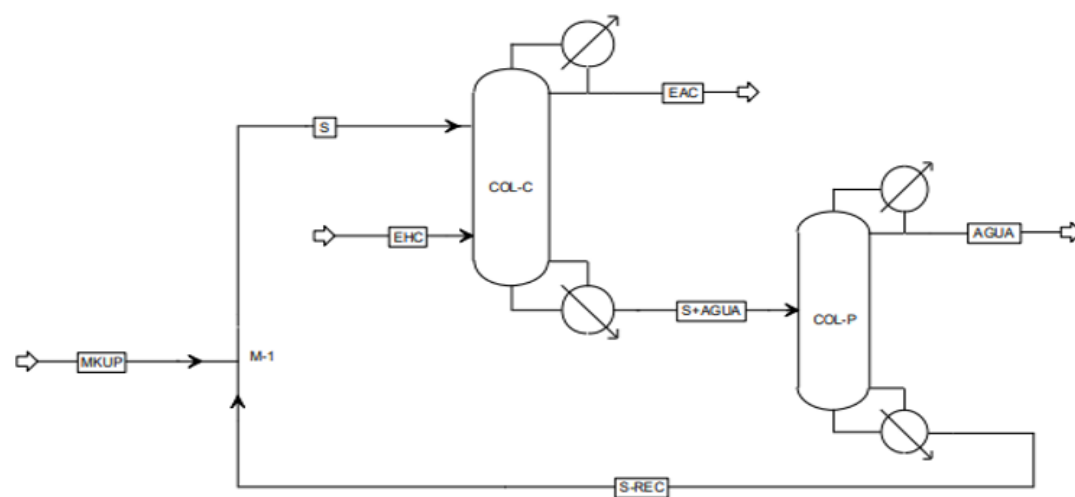 EAC
S
COL-C
EHC
AGUA
S+AGUA
COL-P
MKUP
M-1
S-REC